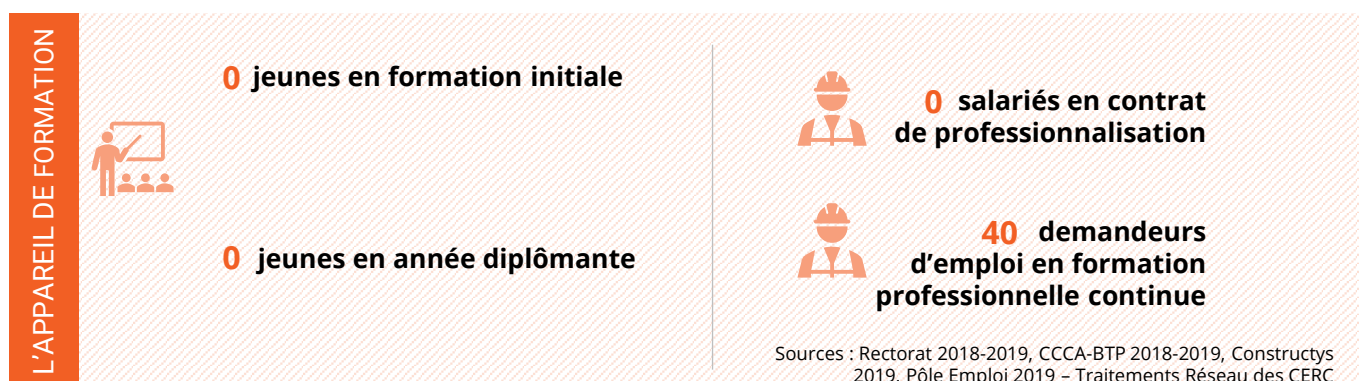 L'APPAREIL DE FORMATION
0 jeunes en formation initiale
0 jeunes en année diplômante
0 salariés en contrat
de professionnalisation
40 demandeurs
d’emploi en formation
professionnelle continue
Sources : Rectorat 2018-2019, CCCA-BTP 2018-2019, Constructys
2019, Pôle Emploi 2019 – Traitements Réseau des CERC